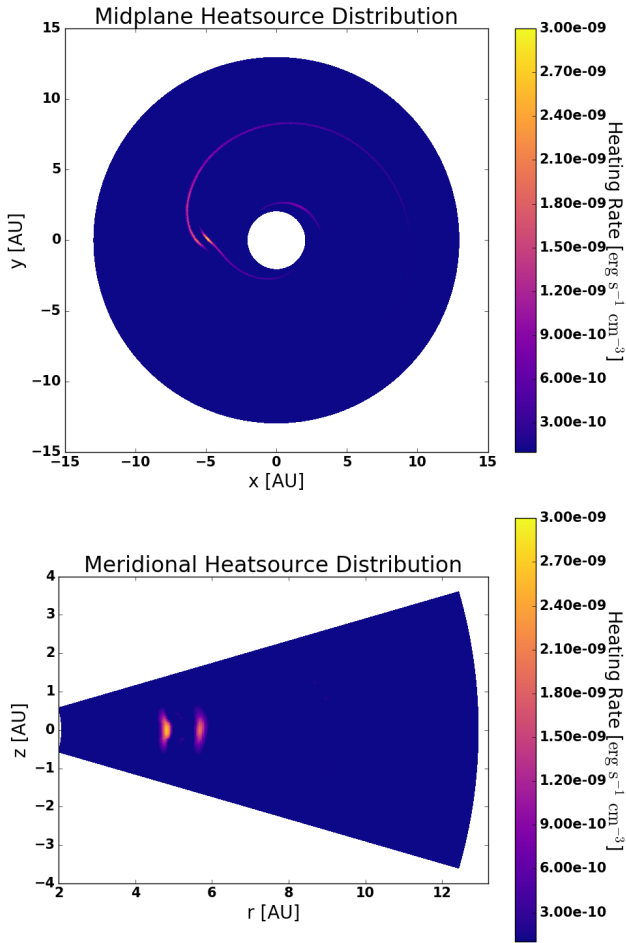 Midplane Heatsource Distribution
15
10
5
0
−5
−10
−15
y [AU]
−15 −10 −5 0 5 10 15
x [AU]
3.00e-09
2.70e-09
2.40e-09
2.10e-09
1.80e-09
1.50e-09
1.20e-09
9.00e-10
6.00e-10
3.00e-10
Heating Rate [erg s⁻¹ cm⁻³]
Meridional Heatsource Distribution
4
3
2
1
0
−1
−2
−3
−4
z [AU]
2 4 6 8 10 12
r [AU]
3.00e-09
2.70e-09
2.40e-09
2.10e-09
1.80e-09
1.50e-09
1.20e-09
9.00e-10
6.00e-10
3.00e-10
Heating Rate [erg s⁻¹ cm⁻³]